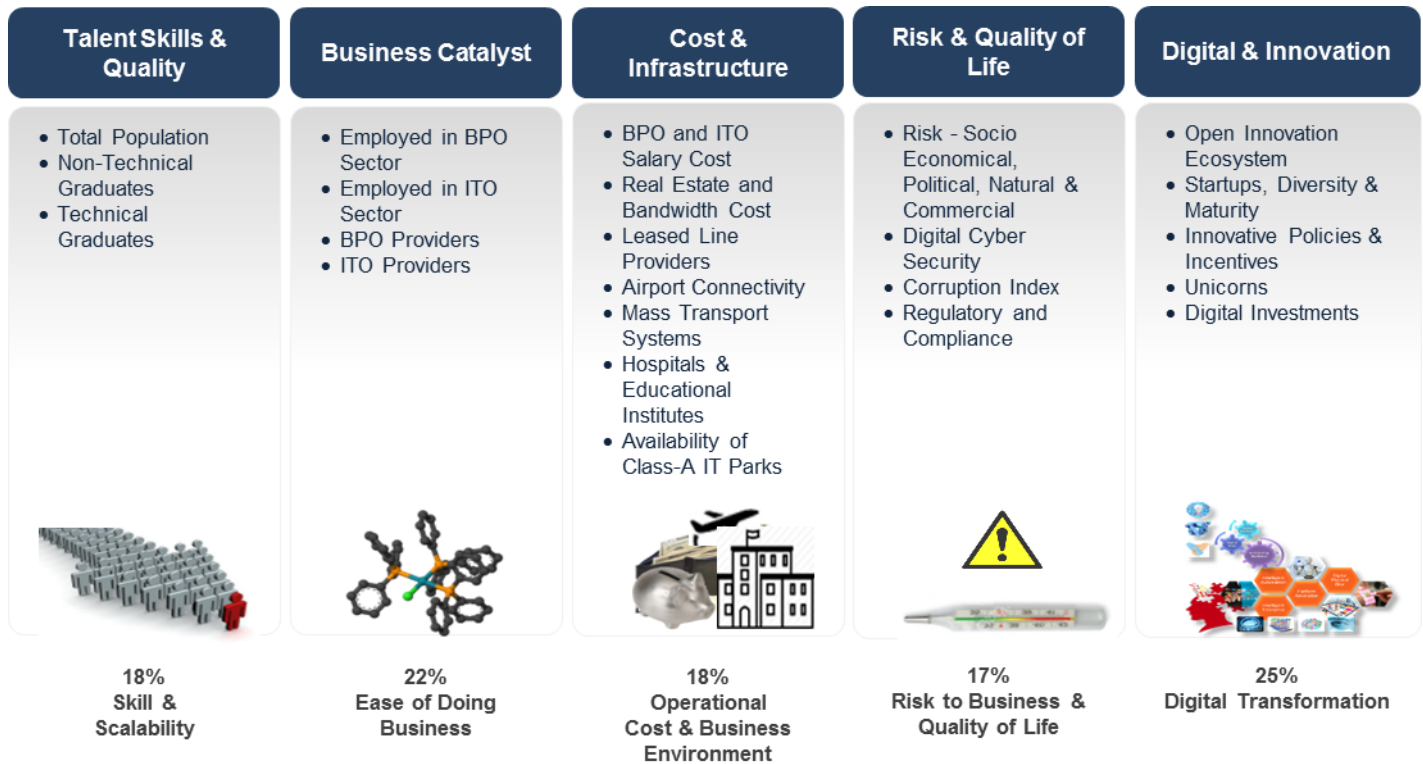 Talent Skills &
Quality
• Total Population
• Non-Technical
Graduates
• Technical
Graduates
18%
Skill &
Scalability
Business Catalyst
• Employed in BPO
Sector
• Employed in ITO
Sector
• BPO Providers
• ITO Providers
22%
Ease of Doing
Business
Cost &
Infrastructure
• BPO and ITO
Salary Cost
• Real Estate and
Bandwidth Cost
• Leased Line
Providers
• Airport Connectivity
• Mass Transport
Systems
• Hospitals &
Educational
Institutes
• Availability of
Class-A IT Parks
18%
Operational
Cost & Business
Environment
Risk & Quality of
Life
• Risk - Socio
Economical,
Political, Natural &
Commercial
• Digital Cyber
Security
• Corruption Index
• Regulatory and
Compliance
17%
Risk to Business &
Quality of Life
Digital & Innovation
• Open Innovation
Ecosystem
• Startups, Diversity &
Maturity
• Innovative Policies &
Incentives
• Unicorns
• Digital Investments
25%
Digital Transformation